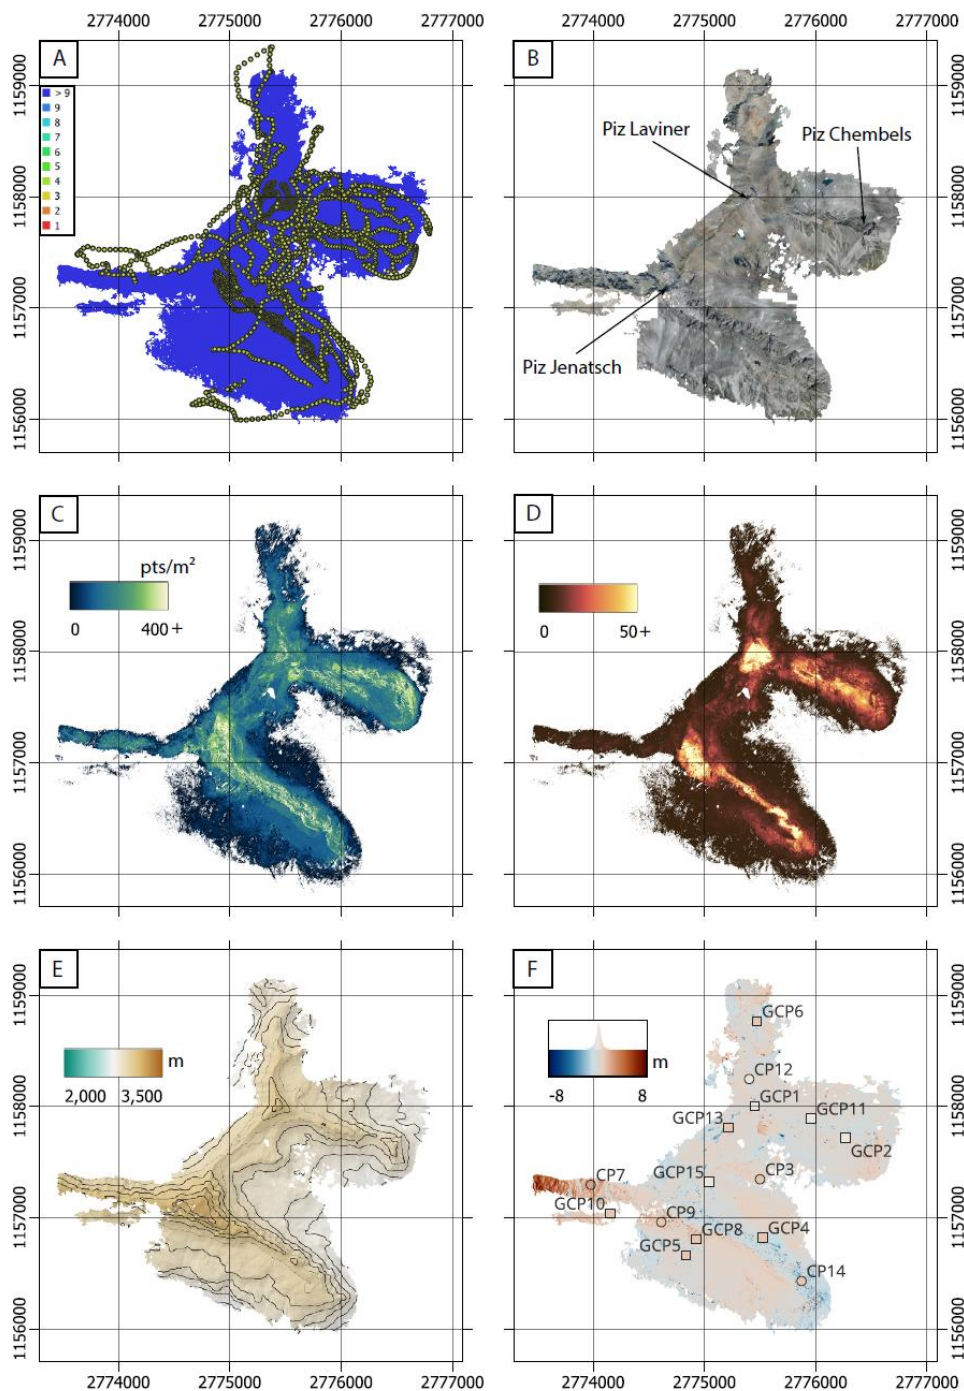 2774000 2775000 2776000 2777000 2774000 2775000 2776000 2777000
A
> 9
9
8
7
6
5
4
3
2
1
B
Piz Laviner
Piz Chembels
Piz Jenatsch
1159000
1158000
1157000
1156000
1159000
1158000
1157000
1156000
C
pts/m²
0 400+
D
0 50+
1159000
1158000
1157000
1156000
1159000
1158000
1157000
1156000
E
m
2,000 3,500
F
m
-8 8
GCP6
CP12
GCP1
GCP11
GCP13
GCP2
GCP15
CP3
CP7
GCP10
CP9
GCP8
GCP4
GCP5
CP14
1159000
1158000
1157000
1156000
1159000
1158000
1157000
1156000
2774000 2775000 2776000 2777000 2774000 2775000 2776000 2777000